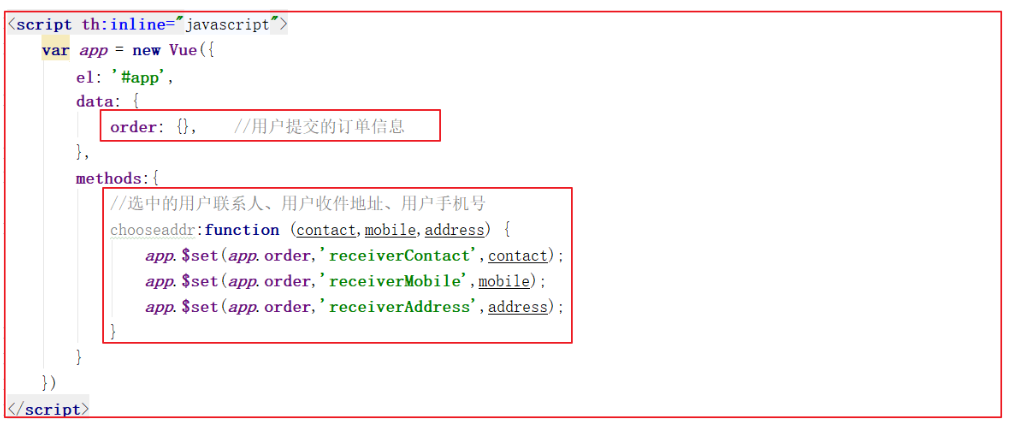 <script th:inline="javascript">
var app = new Vue({
el: '#app',
data: {
order: {}, //用户提交的订单信息
},
methods:{
//选中的用户联系人、用户收件地址、用户手机号
chooseaddr:function (contact,mobile,address) {
app.$set(app.order,'receiverContact',contact);
app.$set(app.order,'receiverMobile',mobile);
app.$set(app.order,'receiverAddress',address);
}
}
})
</script>